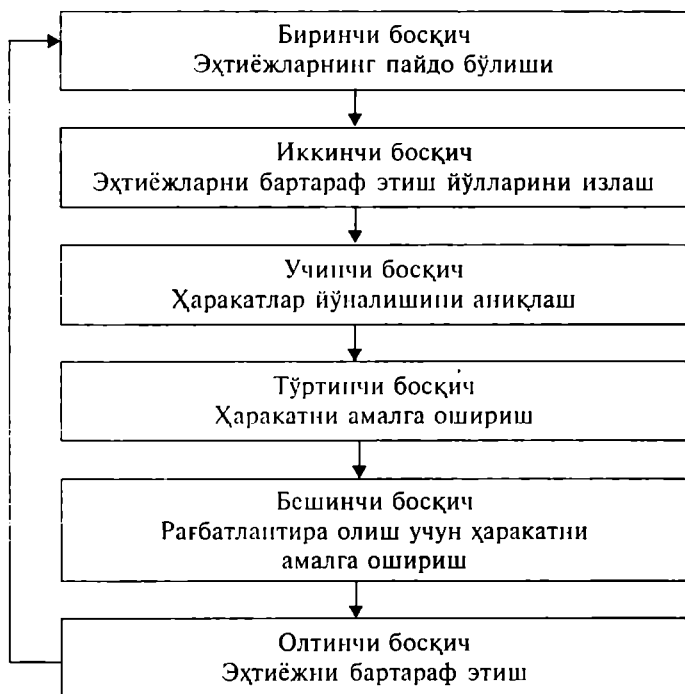 Биринчи босқич
Эҳтиёжларнинг пайдо бўлиши
Иккинчи босқич
Эҳтиёжларни бартараф этиш йўлларини излаш
Учинчи босқич
Ҳаракатлар йўналишини аниқлаш
Тўртинчи босқич
Ҳаракатни амалга ошириш
Бешинчи босқич
Рағбатлантира олиш учун ҳаракатни
амалга ошириш
Олтинчи босқич
Эҳтиёжни бартараф этиш